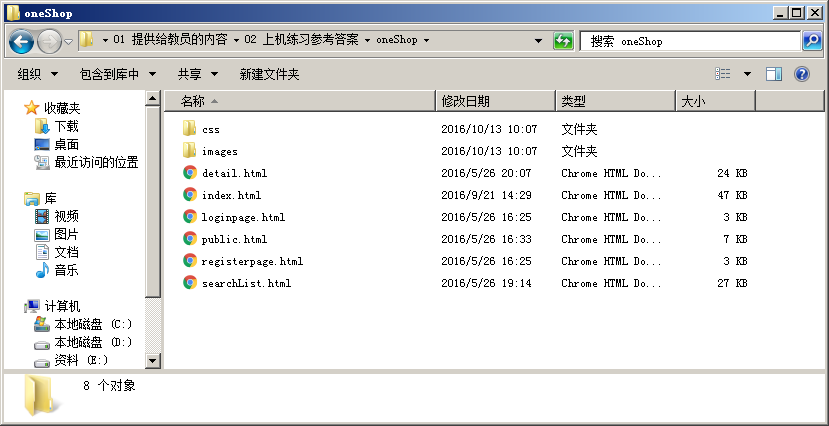 oneShop
01 提供给教员的内容 02 上机练习参考答案 oneShop
搜索 oneShop
组织 包含到库中 共享 新建文件夹
收藏夹
下载
桌面
最近访问的位置
库
视频
图片
文档
音乐
计算机
本地磁盘 (C:)
本地磁盘 (D:)
资料 (E:)
名称 修改日期 类型 大小
css 2016/10/13 10:07 文件夹
images 2016/10/13 10:07 文件夹
detail.html 2016/5/26 20:07 Chrome HTML Do... 24 KB
index.html 2016/9/21 14:29 Chrome HTML Do... 47 KB
loginpage.html 2016/5/26 16:25 Chrome HTML Do... 3 KB
public.html 2016/5/26 16:33 Chrome HTML Do... 7 KB
registerpage.html 2016/5/26 16:25 Chrome HTML Do... 3 KB
searchList.html 2016/5/26 19:14 Chrome HTML Do... 27 KB
8 个对象